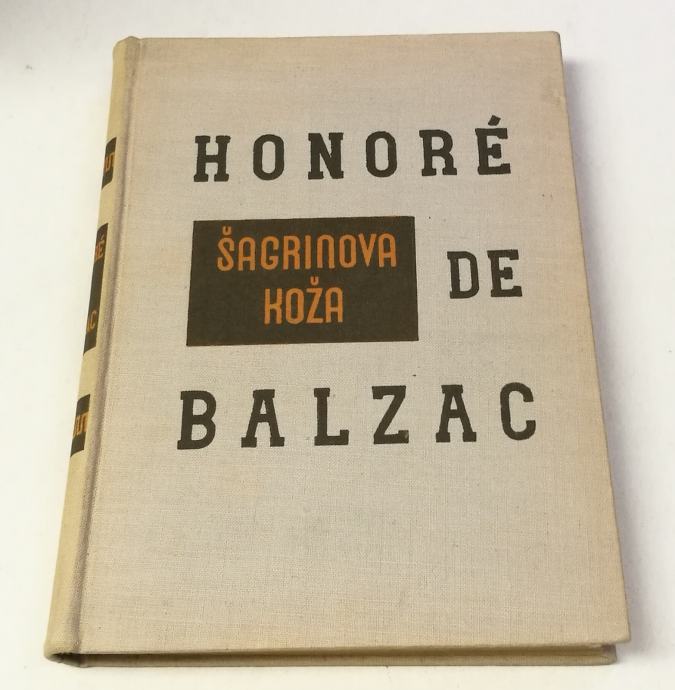 HONORÉ
ŠAGRINOVA
KOŽA
DE
BALZAC